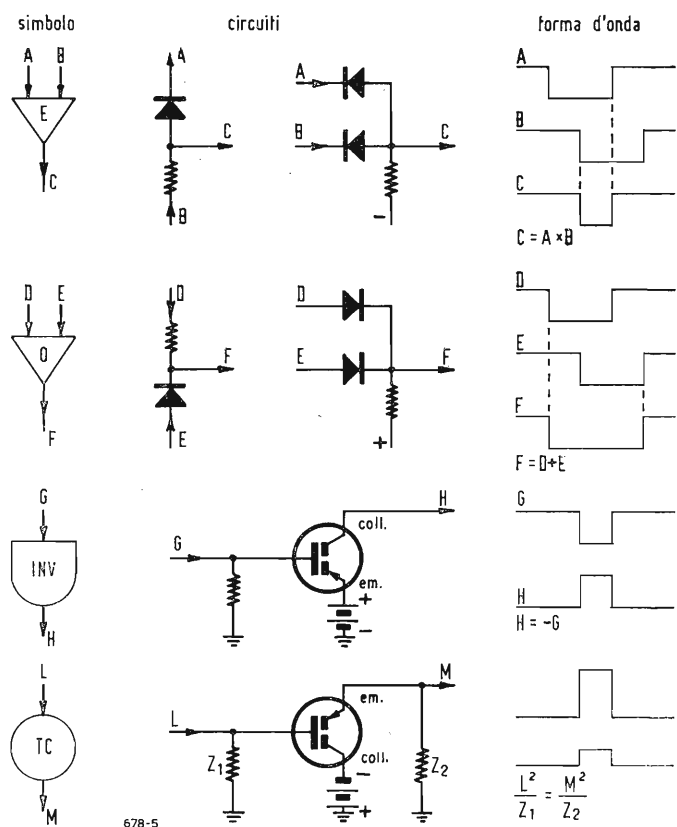 simbolo circuiti forma d'onda
A B
E
C
A
C
B
A
B C
-
A
B
C
C = A × B
D E
O
F
D
F
E
D
E F
+
D
E
F
F = D + E
G
INV
H
G
coll.
em.
H
+
-
G
H
H = -G
L
TC
M
L
Z1
em.
coll.
M
-
+
Z2
L² / Z1 = M² / Z2
678-5